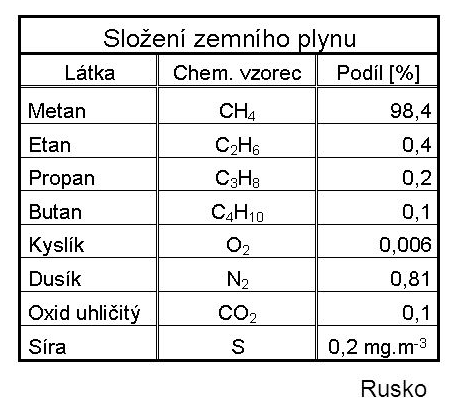 Složení zemního plynu
Látka Chem. vzorec Podíl [%]
Metan CH₄ 98,4
Etan C₂H₆ 0,4
Propan C₃H₈ 0,2
Butan C₄H₁₀ 0,1
Kyslík O₂ 0,006
Dusík N₂ 0,81
Oxid uhličitý CO₂ 0,1
Síra S 0,2 mg.m⁻³
Rusko